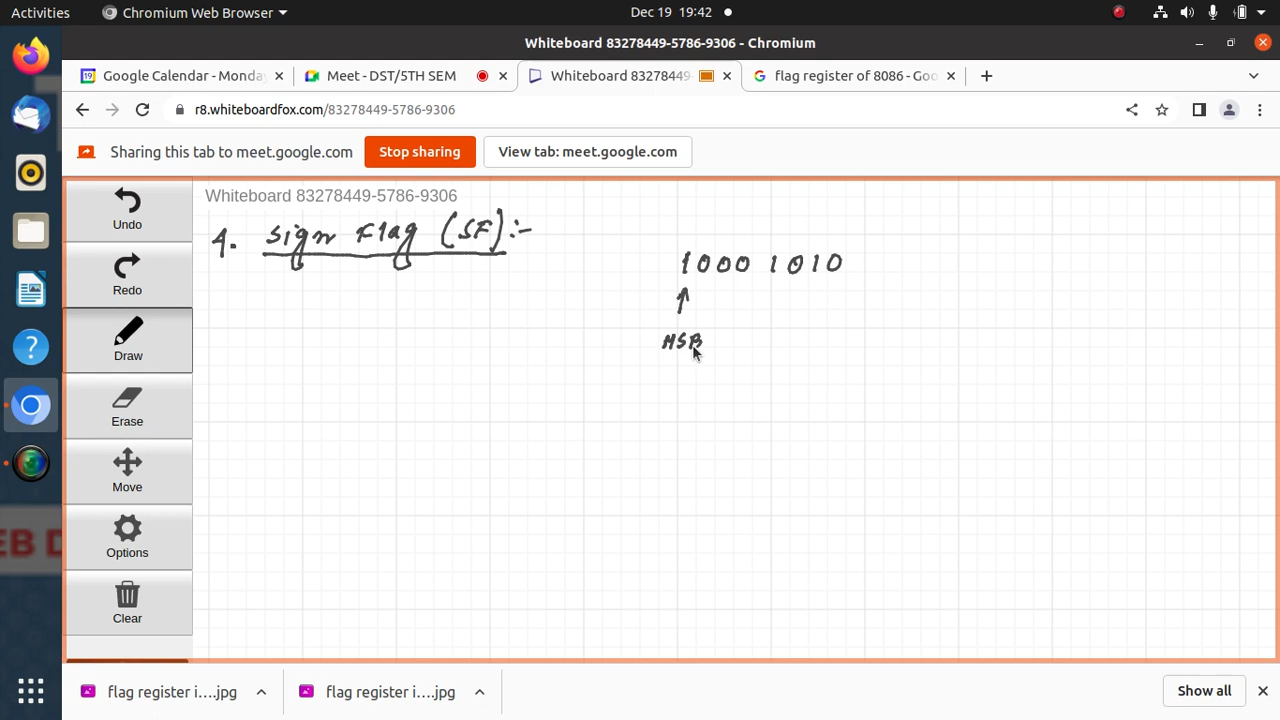 Activities Chromium Web Browser Dec 19 19:42
Whiteboard 83278449-5786-9306 - Chromium
Google Calendar - Monda Meet - DST/5TH SEM Whiteboard 83278449- flag register of 8086 - Goo
r8.whiteboardfox.com/83278449-5786-9306
Sharing this tab to meet.google.com Stop sharing View tab: meet.google.com
Whiteboard 83278449-5786-9306
Undo
Redo
Draw
Erase
Move
Options
Clear
4. Sign Flag (SF):-
1000 1010
MSB
EB D
flag register i....jpg flag register i....jpg Show all